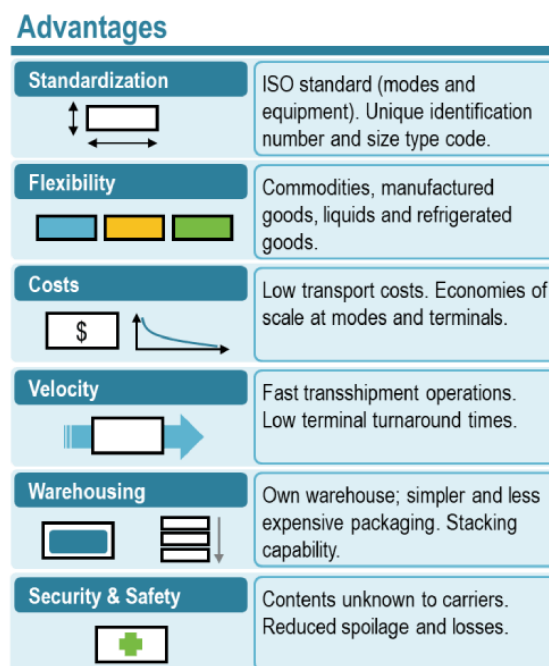 Advantages
Standardization
ISO standard (modes and
equipment). Unique identification
number and size type code.
Flexibility
Commodities, manufactured
goods, liquids and refrigerated
goods.
Costs
$
Low transport costs. Economies of
scale at modes and terminals.
Velocity
Fast transshipment operations.
Low terminal turnaround times.
Warehousing
Own warehouse; simpler and less
expensive packaging. Stacking
capability.
Security & Safety
Contents unknown to carriers.
Reduced spoilage and losses.